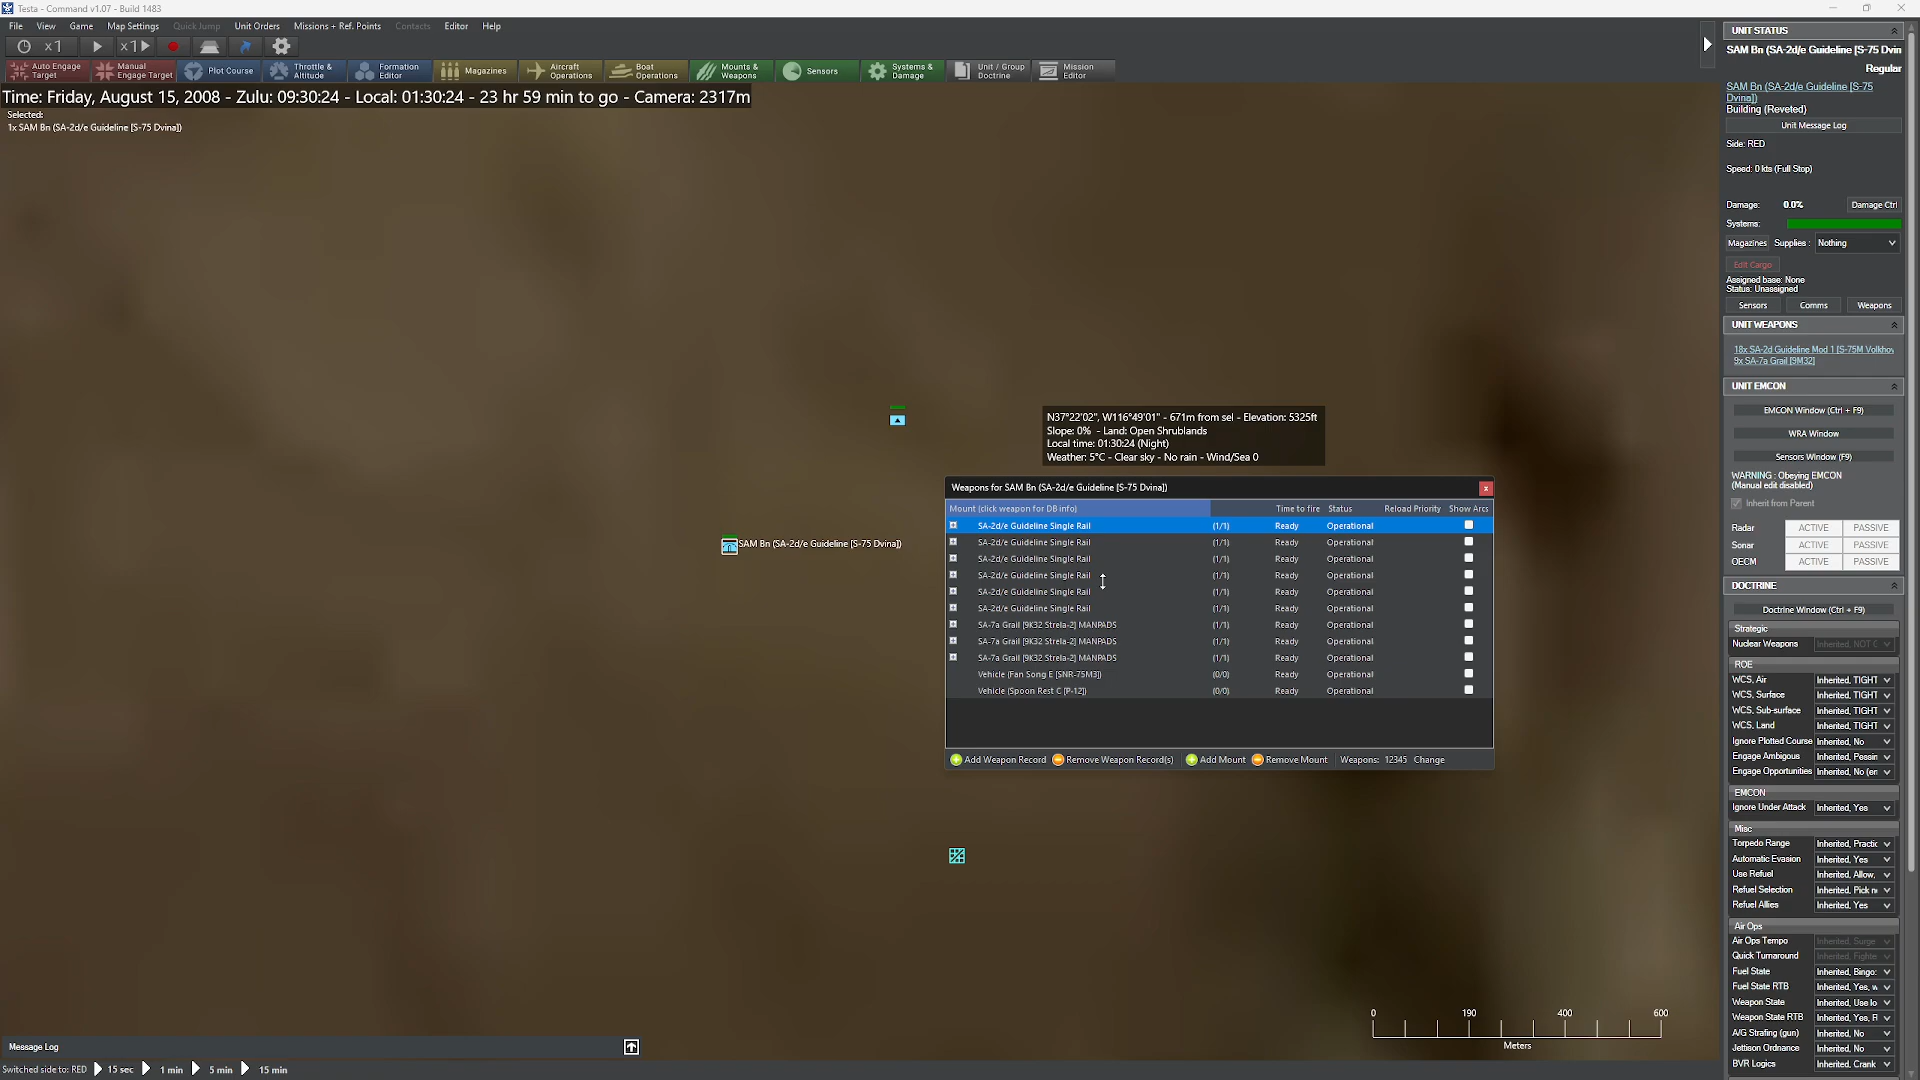 Testa - Command v1.07 - Build 1483
File View Game Map Settings Quick Jump Unit Orders Missions + Ref. Points Contacts Editor Help
x1 x1
Auto Engage Target
Manual Engage Target
Plot Course
Throttle & Altitude
Formation Editor
Magazines
Aircraft Operations
Boat Operations
Mounts & Weapons
Sensors
Systems & Damage
Unit / Group Doctrine
Mission Editor
Time: Friday, August 15, 2008 - Zulu: 09:30:24 - Local: 01:30:24 - 23 hr 59 min to go - Camera: 2317m
Selected:
1x SAM Bn (SA-2d/e Guideline [S-75 Dvina])
N37°22'02", W116°49'01" - 671m from sel - Elevation: 5325ft
Slope: 0% - Land: Open Shrublands
Local time: 01:30:24 (Night)
Weather: 5°C - Clear sky - No rain - Wind/Sea 0
SAM Bn (SA-2d/e Guideline [S-75 Dvina])
Weapons for SAM Bn (SA-2d/e Guideline [S-75 Dvina])
x
Mount (click weapon for DB info) Time to fire Status Reload Priority Show Arcs
SA-2d/e Guideline Single Rail (1/1) Ready Operational
SA-2d/e Guideline Single Rail (1/1) Ready Operational
SA-2d/e Guideline Single Rail (1/1) Ready Operational
SA-2d/e Guideline Single Rail (1/1) Ready Operational
SA-2d/e Guideline Single Rail (1/1) Ready Operational
SA-2d/e Guideline Single Rail (1/1) Ready Operational
SA-7a Grail [9K32 Strela-2] MANPADS (1/1) Ready Operational
SA-7a Grail [9K32 Strela-2] MANPADS (1/1) Ready Operational
SA-7a Grail [9K32 Strela-2] MANPADS (1/1) Ready Operational
Vehicle (Fan Song E [SNR-75M3]) (0/0) Ready Operational
Vehicle (Spoon Rest C [P-12]) (0/0) Ready Operational
Add Weapon Record Remove Weapon Record(s) Add Mount Remove Mount Weapons: 12345 Change
0 190 400 600
Meters
Message Log
Switched side to: RED 15 sec 1 min 5 min 15 min
UNIT STATUS
SAM Bn (SA-2d/e Guideline [S-75 Dvin
Regular
SAM Bn (SA-2d/e Guideline [S-75
Dvina])
Building (Reveted)
Unit Message Log
Side: RED
Speed: 0 kts (Full Stop)
Damage: 0.0% Damage Ctrl
Systems:
Magazines Supplies : Nothing
Edit Cargo
Assigned base: None
Status: Unassigned
Sensors Comms Weapons
UNIT WEAPONS
18x SA-2d Guideline Mod 1 [S-75M Volkhov
9x SA-7a Grail [9M32]
UNIT EMCON
EMCON Window (Ctrl + F9)
WRA Window
Sensors Window (F9)
WARNING : Obeying EMCON
(Manual edit disabled)
Inherit from Parent
Radar ACTIVE PASSIVE
Sonar ACTIVE PASSIVE
OECM ACTIVE PASSIVE
DOCTRINE
Doctrine Window (Ctrl + F9)
Strategic
Nuclear Weapons Inherited, NOT G
ROE
WCS, Air Inherited, TIGHT
WCS, Surface Inherited, TIGHT
WCS, Sub-surface Inherited, TIGHT
WCS, Land Inherited, TIGHT
Ignore Plotted Course Inherited, No
Engage Ambiguous Inherited, Pessin
Engage Opportunities Inherited, No (en
EMCON
Ignore Under Attack Inherited, Yes
Misc
Torpedo Range Inherited, Practic
Automatic Evasion Inherited, Yes
Use Refuel Inherited, Allow,
Refuel Selection Inherited, Pick n
Refuel Allies Inherited, Yes
Air Ops
Air Ops Tempo Inherited, Surge
Quick Turnaround Inherited, Fighte
Fuel State Inherited, Bingo:
Fuel State RTB Inherited, Yes, w
Weapon State Inherited, Use lo
Weapon State RTB Inherited, Yes, F
A/G Strafing (gun) Inherited, No
Jettison Ordnance Inherited, No
BVR Logics Inherited, Crank